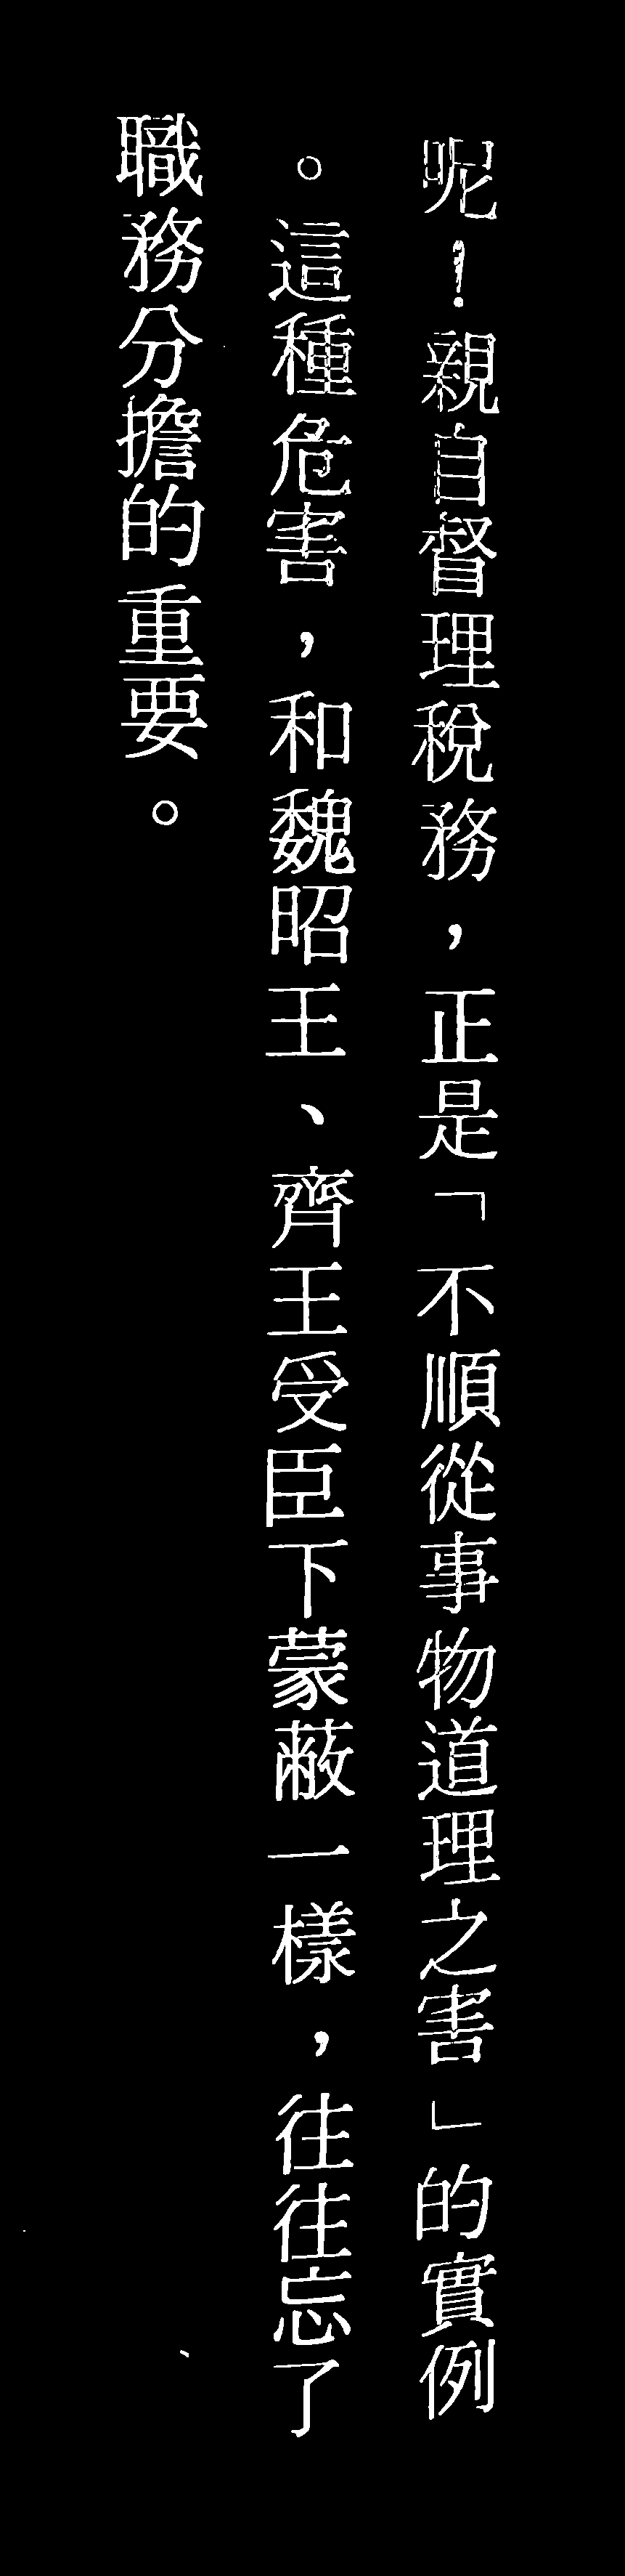 呢！親自督理稅務，正是「不順從事物道理之害」的實例
。這種危害，和魏昭王、齊王受臣下蒙蔽一樣，往往忘了
職務分擔的重要。